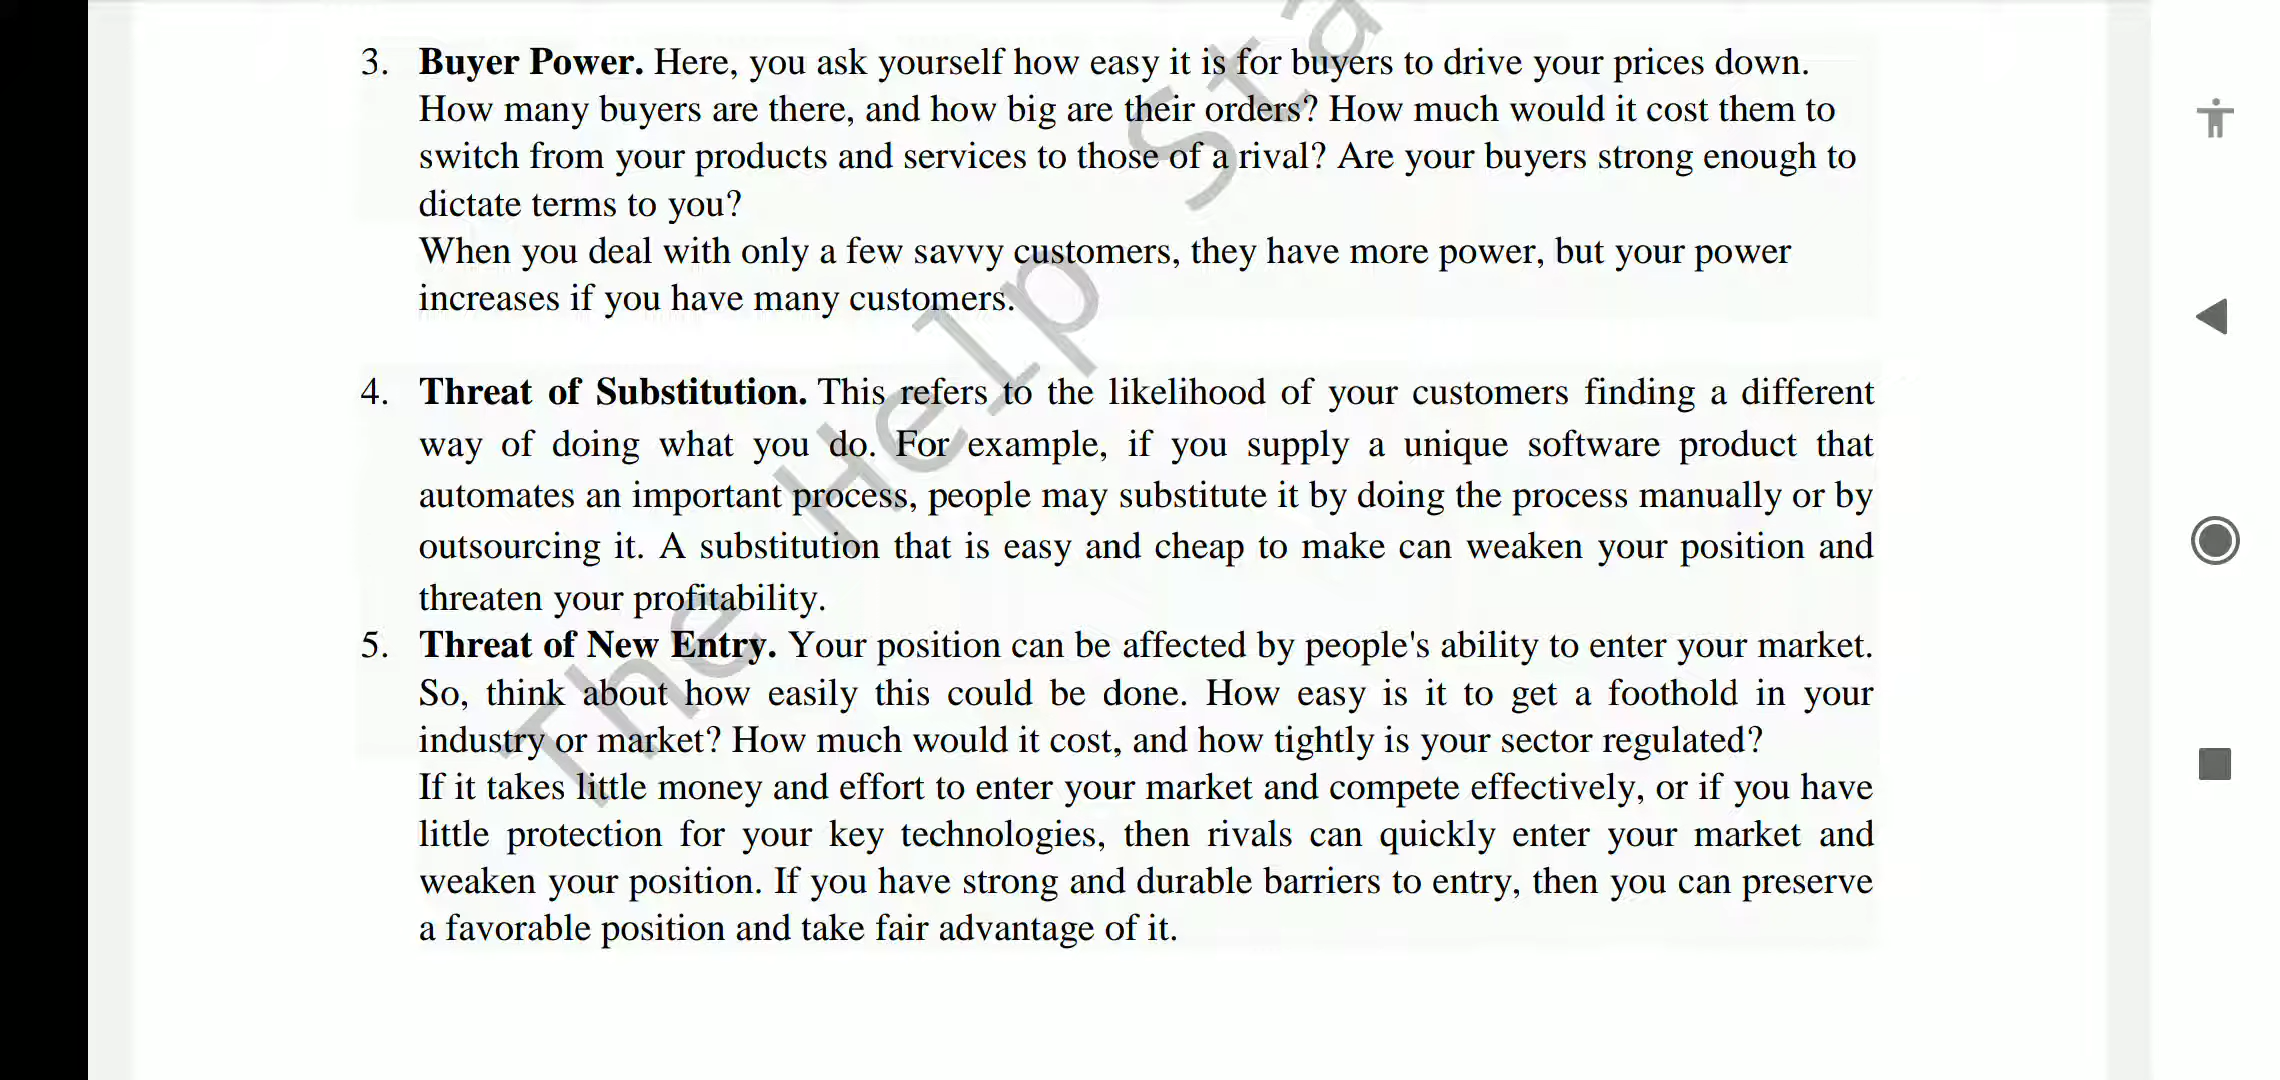 3. Buyer Power. Here, you ask yourself how easy it is for buyers to drive your prices down.
How many buyers are there, and how big are their orders? How much would it cost them to
switch from your products and services to those of a rival? Are your buyers strong enough to
dictate terms to you?
When you deal with only a few savvy customers, they have more power, but your power
increases if you have many customers.
4. Threat of Substitution. This refers to the likelihood of your customers finding a different
way of doing what you do. For example, if you supply a unique software product that
automates an important process, people may substitute it by doing the process manually or by
outsourcing it. A substitution that is easy and cheap to make can weaken your position and
threaten your profitability.
5. Threat of New Entry. Your position can be affected by people's ability to enter your market.
So, think about how easily this could be done. How easy is it to get a foothold in your
industry or market? How much would it cost, and how tightly is your sector regulated?
If it takes little money and effort to enter your market and compete effectively, or if you have
little protection for your key technologies, then rivals can quickly enter your market and
weaken your position. If you have strong and durable barriers to entry, then you can preserve
a favorable position and take fair advantage of it.
The Help Sta